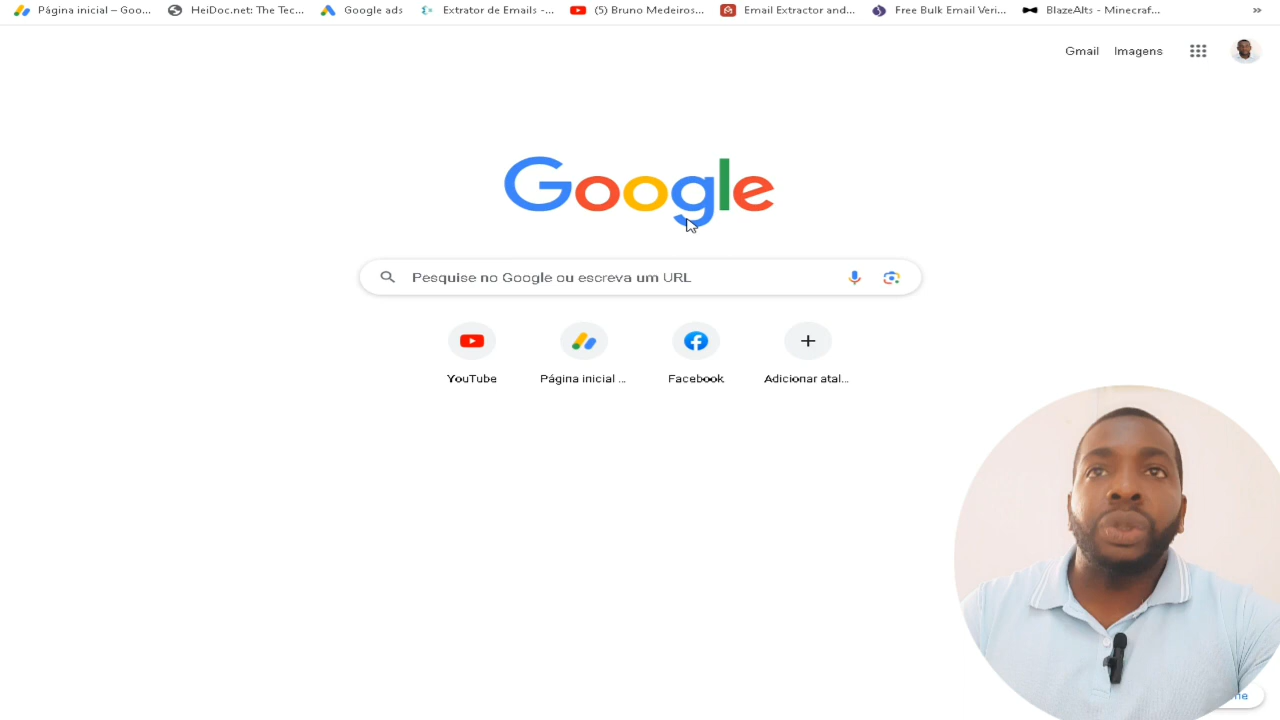 Página inicial – Goo... HeiDoc.net: The Tec... Google ads Extrator de Emails -... (5) Bruno Medeiros... Email Extractor and... Free Bulk Email Veri... BlazeAlts - Minecraf... »
Gmail Imagens
Google
Pesquise no Google ou escreva um URL
YouTube Página inicial ... Facebook Adicionar atal...